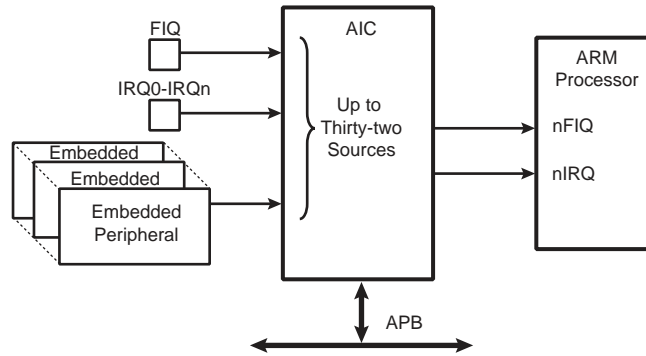 FIQ
IRQ0-IRQn
Embedded
Embedded
Embedded
Peripheral
AIC
Up to
Thirty-two
Sources
ARM
Processor
nFIQ
nIRQ
APB